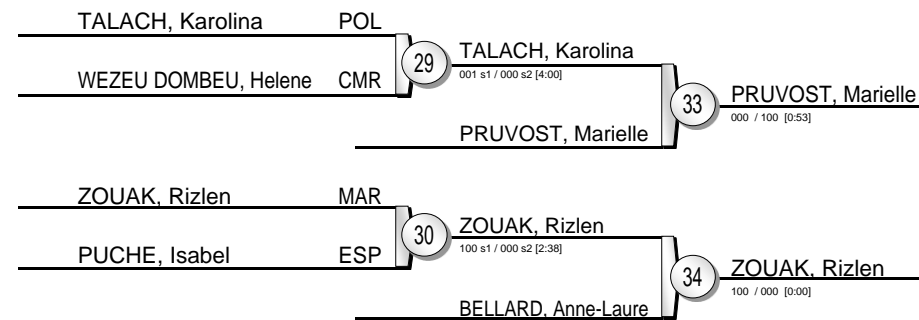 TALACH, Karolina POL
29
TALACH, Karolina
001 s1 / 000 s2 [4:00]
WEZEU DOMBEU, Helene CMR
33
PRUVOST, Marielle
000 / 100 [0:53]
PRUVOST, Marielle
ZOUAK, Rizlen MAR
30
ZOUAK, Rizlen
100 s1 / 000 s2 [2:38]
PUCHE, Isabel ESP
34
ZOUAK, Rizlen
100 / 000 [0:00]
BELLARD, Anne-Laure